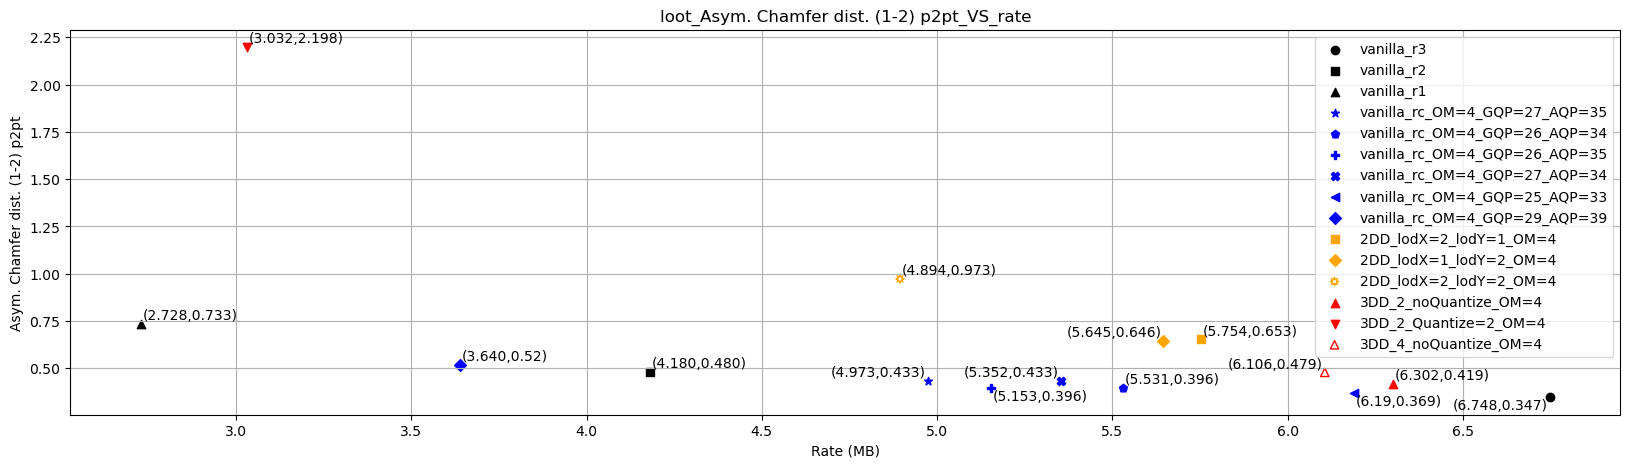 loot_Asym. Chamfer dist. (1-2) p2pt_VS_rate
Asym. Chamfer dist. (1-2) p2pt
2.25
2.00
1.75
1.50
1.25
1.00
0.75
0.50
(3.032,2.198)
(2.728,0.733)
(3.640,0.52)
(4.180,0.480)
(4.894,0.973)
(4.973,0.433)
(5.352,0.433)
(5.153,0.396)
(5.531,0.396)
(5.645,0.646)
(5.754,0.653)
(6.106,0.479)
(6.302,0.419)
(6.19,0.369)
(6.748,0.347)
vanilla_r3
vanilla_r2
vanilla_r1
vanilla_rc_OM=4_GQP=27_AQP=35
vanilla_rc_OM=4_GQP=26_AQP=34
vanilla_rc_OM=4_GQP=26_AQP=35
vanilla_rc_OM=4_GQP=27_AQP=34
vanilla_rc_OM=4_GQP=25_AQP=33
vanilla_rc_OM=4_GQP=29_AQP=39
2DD_lodX=2_lodY=1_OM=4
2DD_lodX=1_lodY=2_OM=4
2DD_lodX=2_lodY=2_OM=4
3DD_2_noQuantize_OM=4
3DD_2_Quantize=2_OM=4
3DD_4_noQuantize_OM=4
3.0
3.5
4.0
4.5
5.0
5.5
6.0
6.5
Rate (MB)